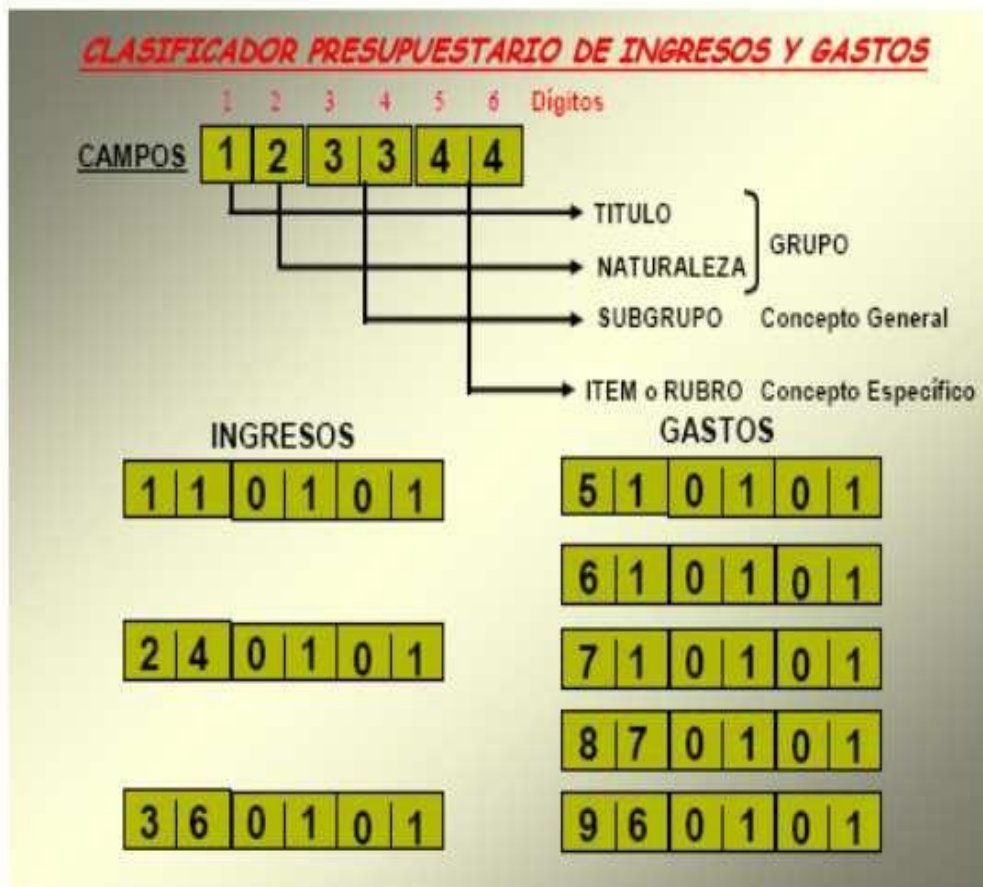 CLASIFICADOR PRESUPUESTARIO DE INGRESOS Y GASTOS
1 2 3 4 5 6 Dígitos
CAMPOS 1 2 3 3 4 4
TITULO
GRUPO
NATURALEZA
SUBGRUPO Concepto General
ITEM o RUBRO Concepto Específico
INGRESOS GASTOS
1 1 0 1 0 1 5 1 0 1 0 1
6 1 0 1 0 1
2 4 0 1 0 1 7 1 0 1 0 1
8 7 0 1 0 1
3 6 0 1 0 1 9 6 0 1 0 1